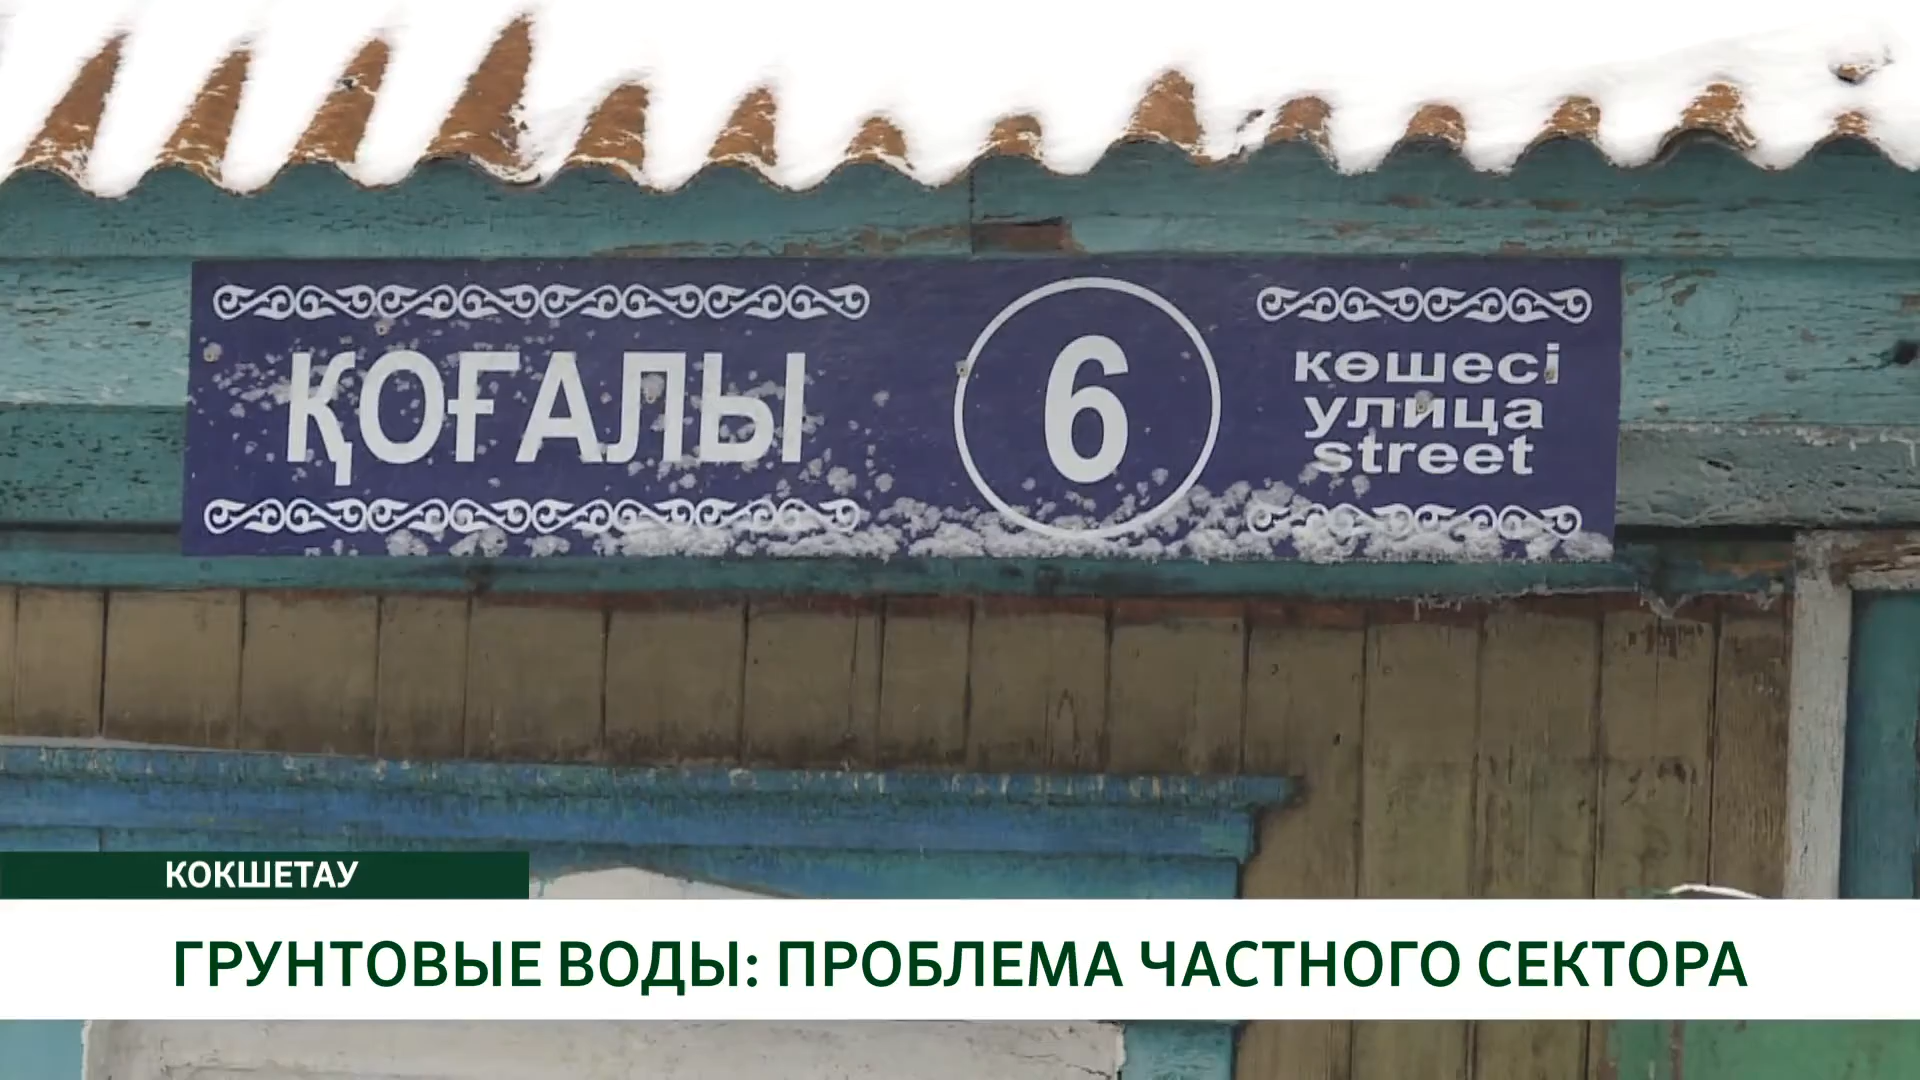 ҚОҒАЛЫ
6
көшесі
улица
street
КОКШЕТАУ
ГРУНТОВЫЕ ВОДЫ: ПРОБЛЕМА ЧАСТНОГО СЕКТОРА